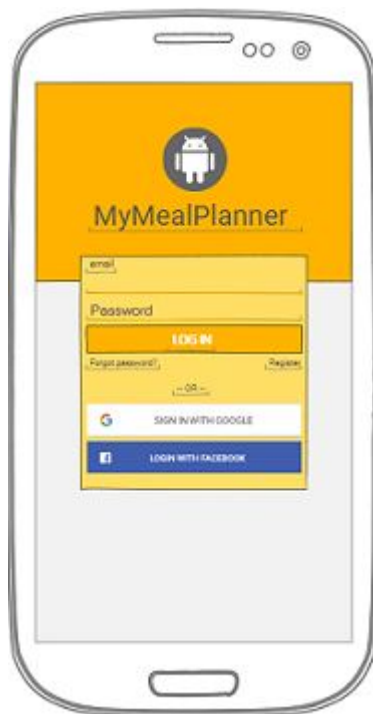 MyMealPlanner
email
Password
LOG IN
Forgot password? Register
-- OR --
SIGN IN WITH GOOGLE
LOGIN WITH FACEBOOK